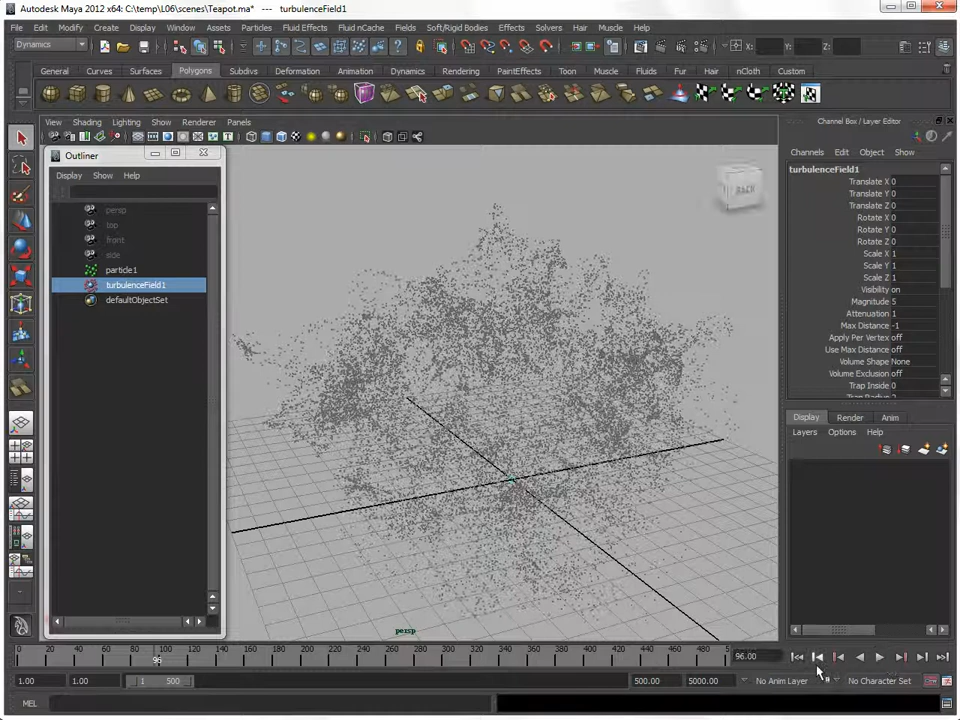 Autodesk Maya 2012 x64: C:\temp\L06\scenes\Teapot.ma* --- turbulenceField1
File Edit Modify Create Display Window Assets Particles Fluid Effects Fluid nCache Fields Soft/Rigid Bodies Effects Solvers Hair Muscle Help
Dynamics X: Y: Z:
General Curves Surfaces Polygons Subdivs Deformation Animation Dynamics Rendering PaintEffects Toon Muscle Fluids Fur Hair nCloth Custom
View Shading Lighting Show Renderer Panels
Channel Box / Layer Editor
Outliner
Display Show Help
persp
top
front
side
particle1
turbulenceField1
defaultObjectSet
BACK
persp
Channels Edit Object Show
turbulenceField1
Translate X 0
Translate Y 0
Translate Z 0
Rotate X 0
Rotate Y 0
Rotate Z 0
Scale X 1
Scale Y 1
Scale Z 1
Visibility on
Magnitude 5
Attenuation 1
Max Distance -1
Apply Per Vertex off
Use Max Distance off
Volume Shape None
Volume Exclusion off
Trap Inside 0
Display Render Anim
Layers Options Help
0 20 40 60 80 100 120 140 160 180 200 220 240 260 280 300 320 340 360 380 400 420 440 460 480 5
96
96.00
1.00 1.00 1 500 500.00 5000.00 No Anim Layer No Character Set
MEL